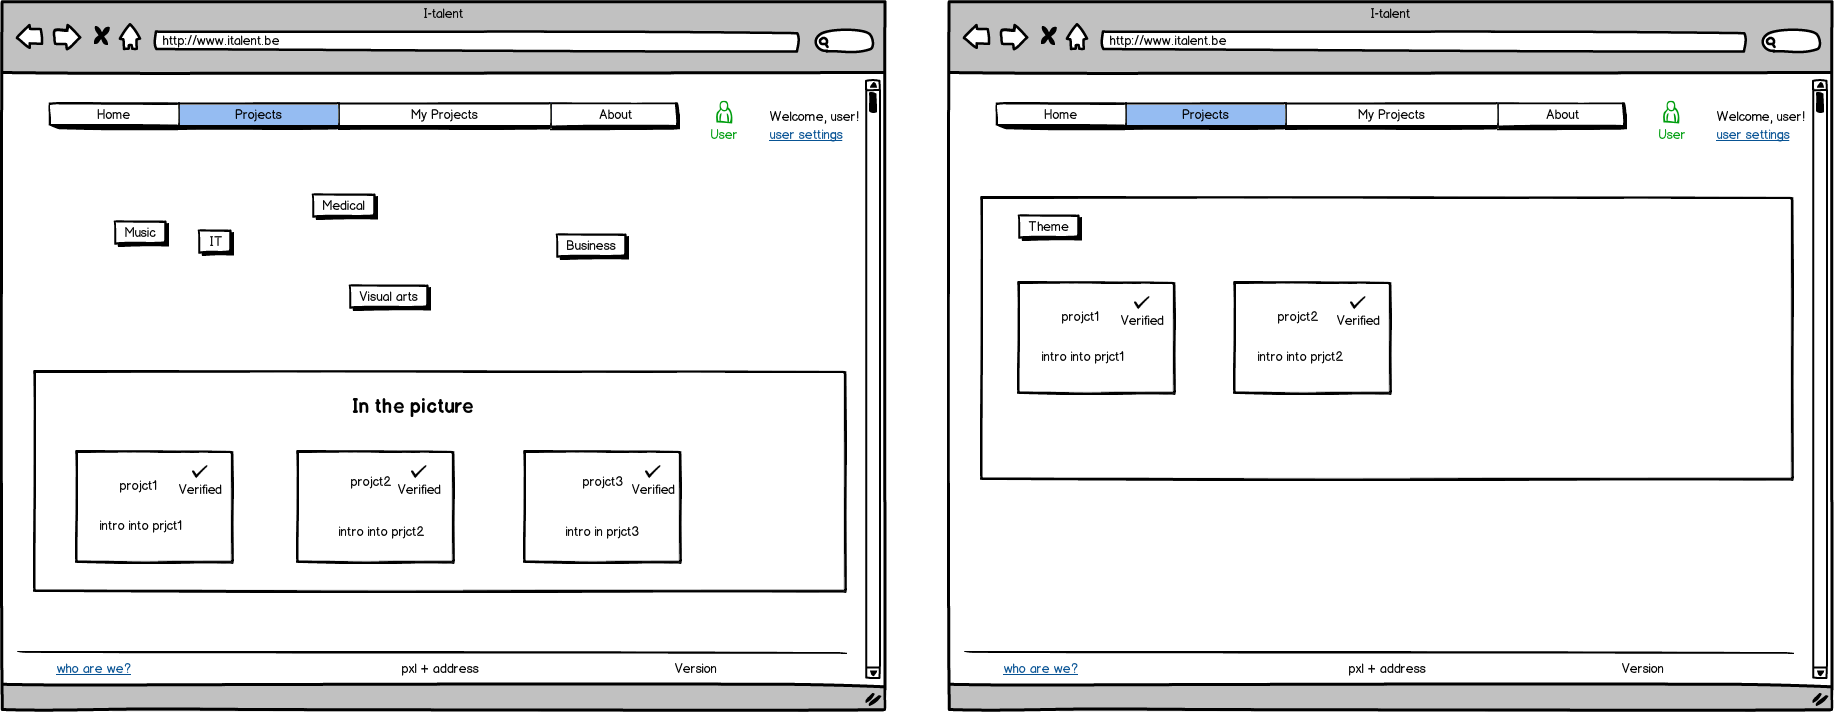 I-talent
http://www.italent.be
Home Projects My Projects About
User
Welcome, user!
user settings
Medical
Music
IT
Business
Visual arts
In the picture
projct1
Verified
intro into prjct1
projct2
Verified
intro into prjct2
projct3
Verified
intro in prjct3
who are we? pxl + address Version
I-talent
http://www.italent.be
Home Projects My Projects About
User
Welcome, user!
user settings
Theme
projct1
Verified
intro into prjct1
projct2
Verified
intro into prjct2
who are we? pxl + address Version